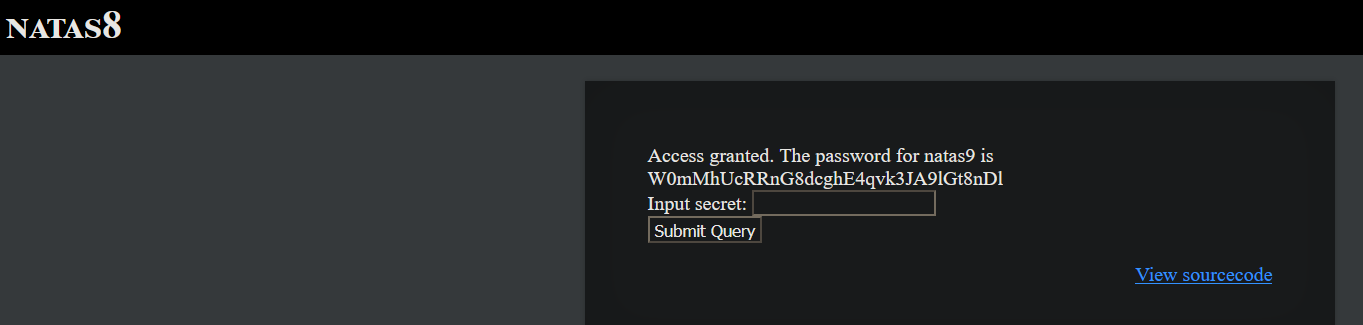 NATAS8
Access granted. The password for natas9 is
W0mMhUcRRnG8dcghE4qvk3JA9lGt8nDl
Input secret:
Submit Query
View sourcecode